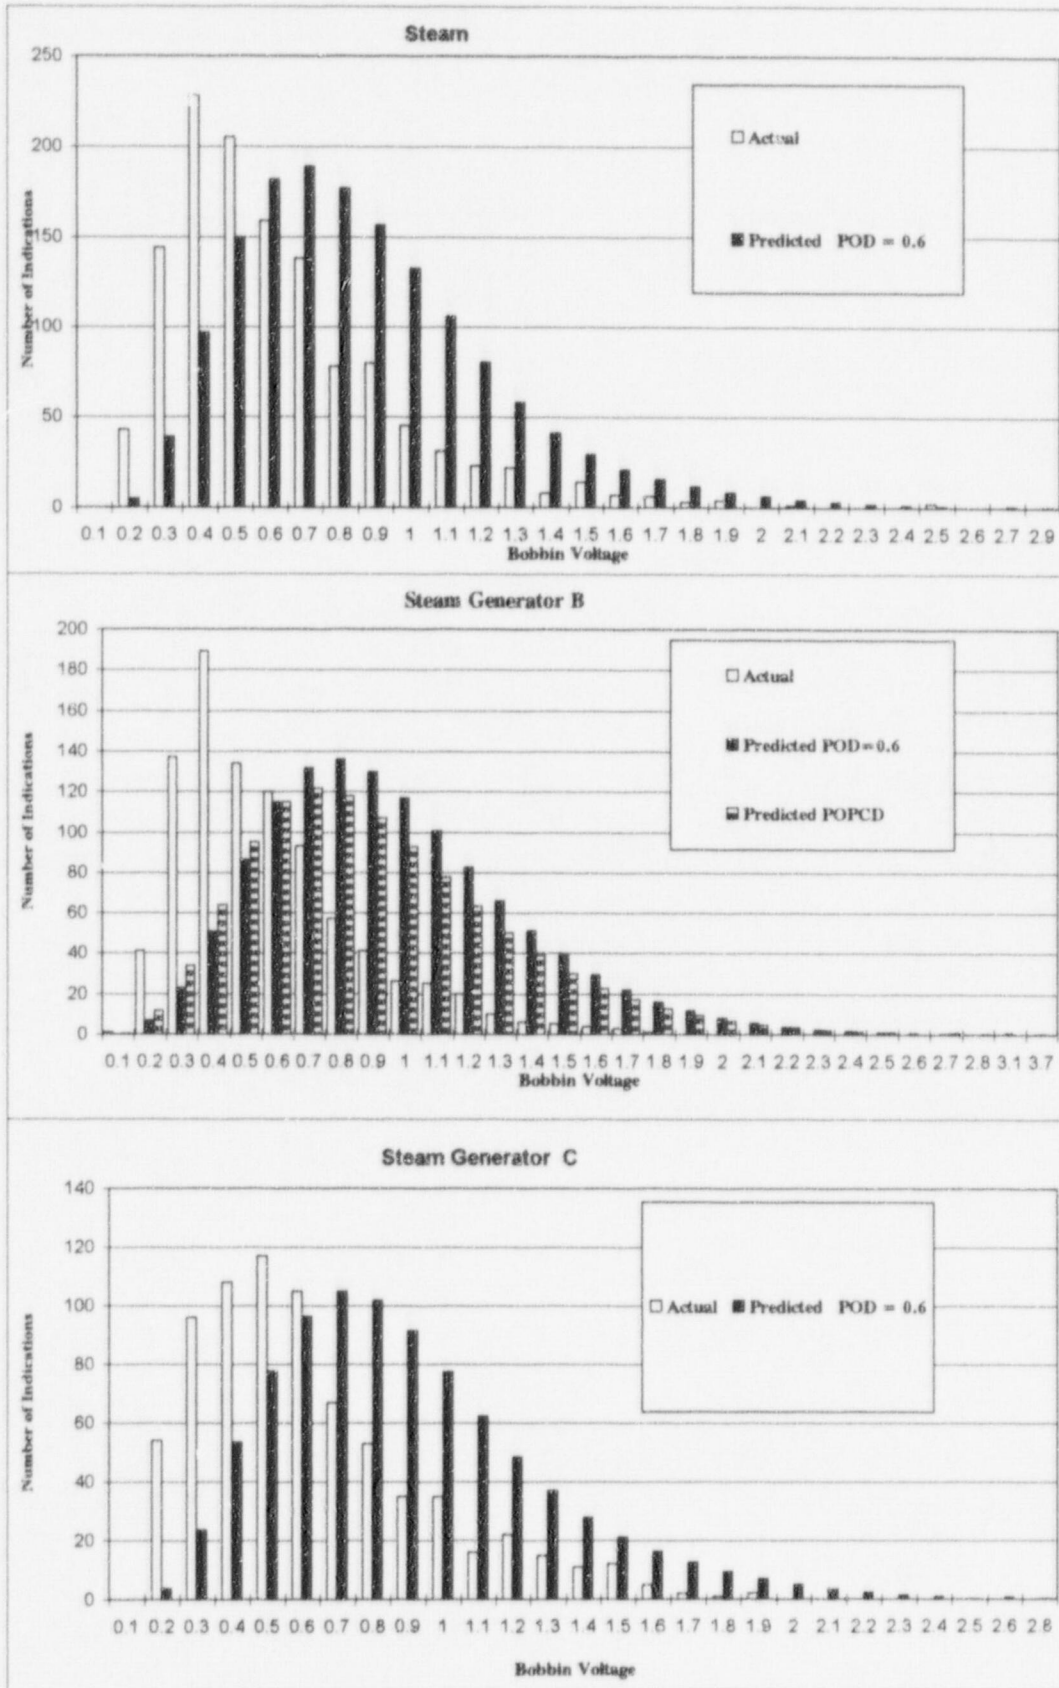 Steam
250
200
150
100
50
0
Number of Indications
Actual
Predicted POD = 0.6
0.1 0.2 0.3 0.4 0.5 0.6 0.7 0.8 0.9 1 1.1 1.2 1.3 1.4 1.5 1.6 1.7 1.8 1.9 2 2.1 2.2 2.3 2.4 2.5 2.6 2.7 2.9
Bobbin Voltage
Steam Generator B
200
180
160
140
120
100
80
60
40
20
0
Number of Indications
Actual
Predicted POD=0.6
Predicted POPCD
0.1 0.2 0.3 0.4 0.5 0.6 0.7 0.8 0.9 1 1.1 1.2 1.3 1.4 1.5 1.6 1.7 1.8 1.9 2 2.1 2.2 2.3 2.4 2.5 2.6 2.7 2.8 3.1 3.7
Bobbin Voltage
Steam Generator C
140
120
100
80
60
40
20
0
Number of Indications
Actual Predicted POD = 0.6
0.1 0.2 0.3 0.4 0.5 0.6 0.7 0.8 0.9 1 1.1 1.2 1.3 1.4 1.5 1.6 1.7 1.8 1.9 2 2.1 2.2 2.3 2.4 2.5 2.6 2.8
Bobbin Voltage